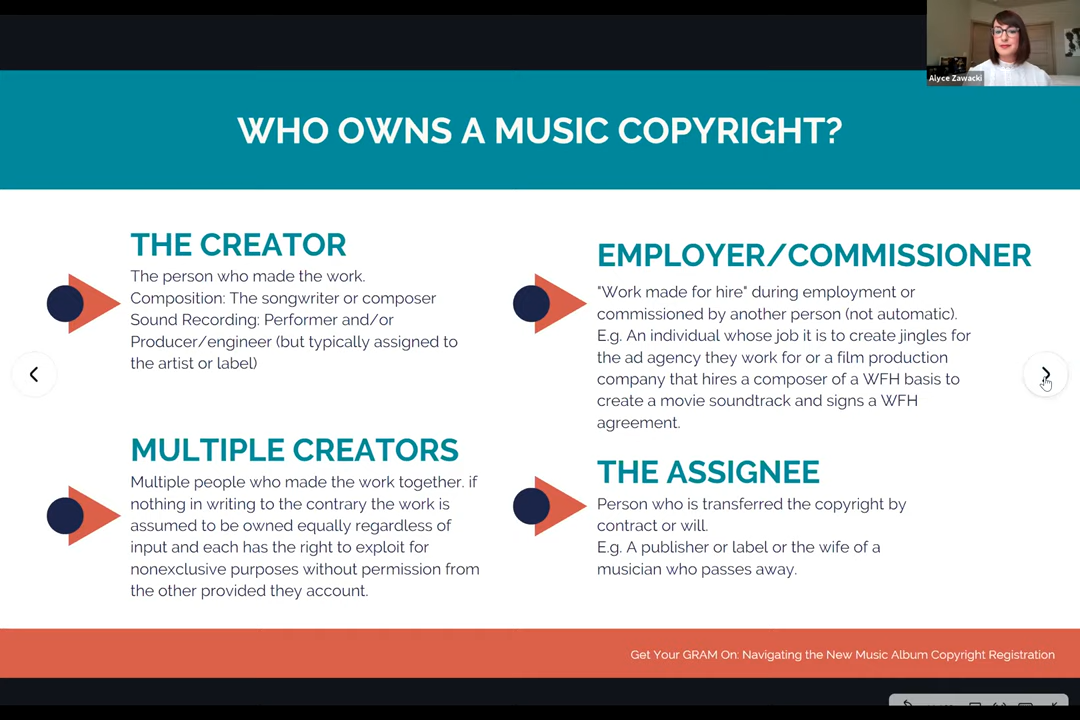 Alyce Zawacki
WHO OWNS A MUSIC COPYRIGHT?
THE CREATOR
The person who made the work.
Composition: The songwriter or composer
Sound Recording: Performer and/or
Producer/engineer (but typically assigned to
the artist or label)
MULTIPLE CREATORS
Multiple people who made the work together. if
nothing in writing to the contrary the work is
assumed to be owned equally regardless of
input and each has the right to exploit for
nonexclusive purposes without permission from
the other provided they account.
EMPLOYER/COMMISSIONER
"Work made for hire" during employment or
commissioned by another person (not automatic).
E.g. An individual whose job it is to create jingles for
the ad agency they work for or a film production
company that hires a composer of a WFH basis to
create a movie soundtrack and signs a WFH
agreement.
THE ASSIGNEE
Person who is transferred the copyright by
contract or will.
E.g. A publisher or label or the wife of a
musician who passes away.
Get Your GRAM On: Navigating the New Music Album Copyright Registration